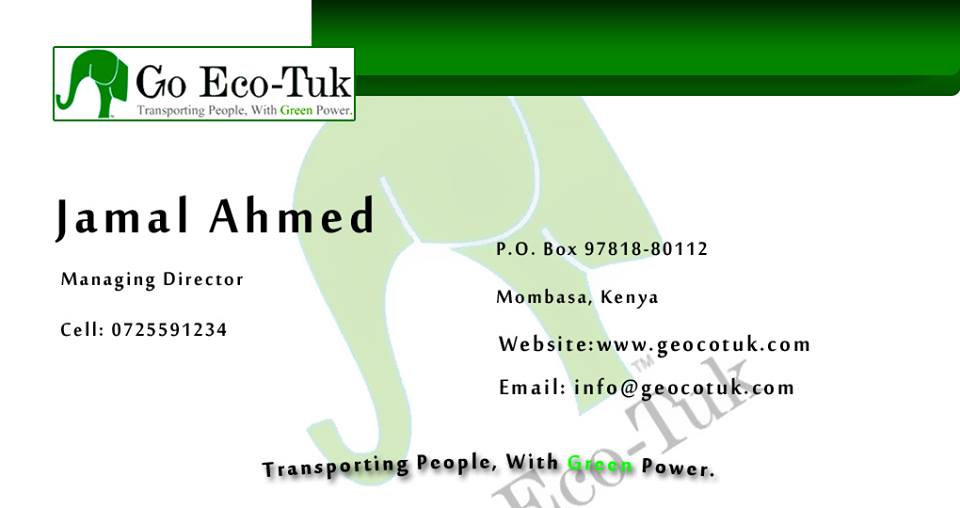 Go Eco-Tuk
Transporting People, With Green Power.
Jamal Ahmed
Managing Director
Cell: 0725591234
P.O. Box 97818-80112
Mombasa, Kenya
Website:www.geocotuk.com
Email: info@geocotuk.com
TM
Eco-Tuk
Transporting People, With Green Power.